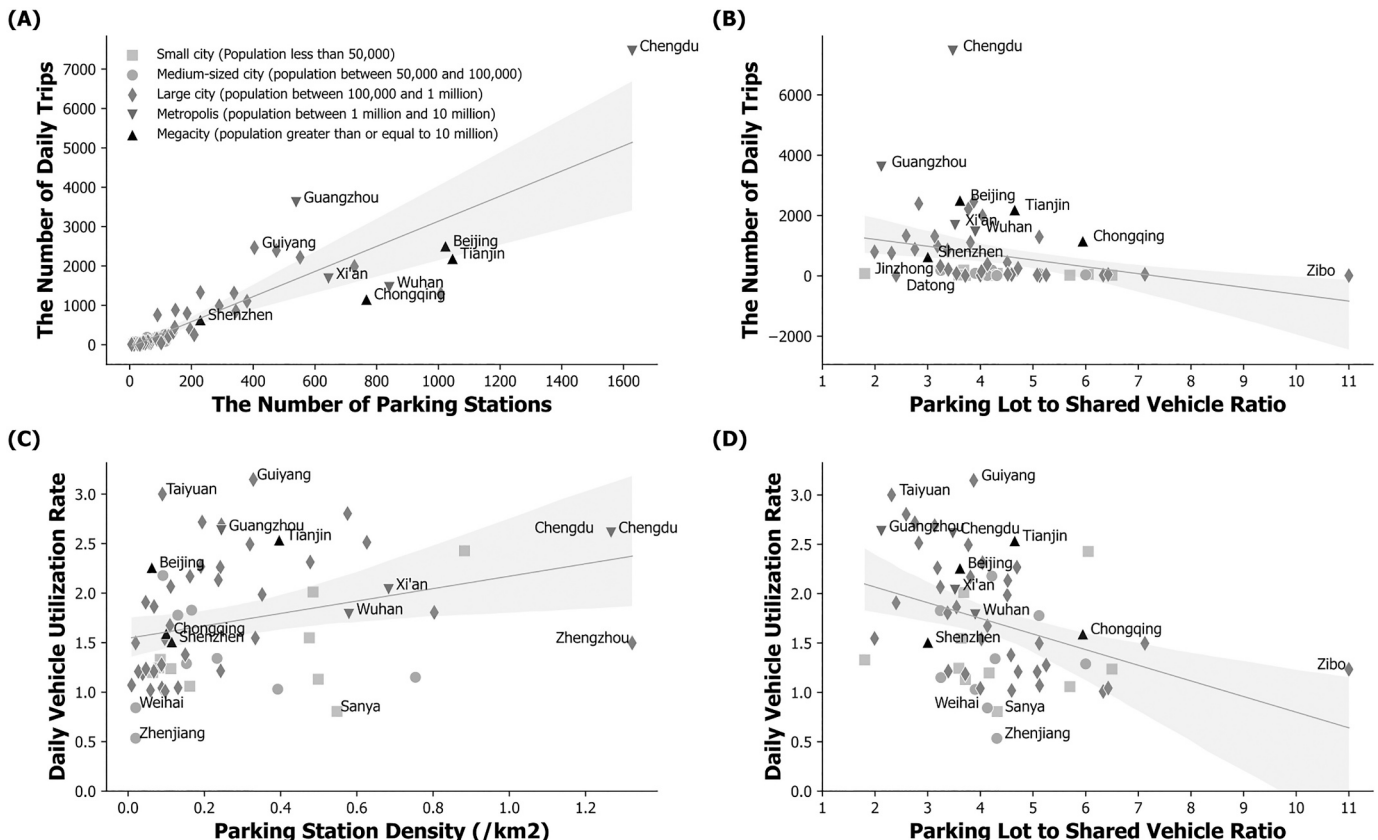 (A)
The Number of Daily Trips
7000
6000
5000
4000
3000
2000
1000
0
Small city (Population less than 50,000)
Medium-sized city (population between 50,000 and 100,000)
Large city (population between 100,000 and 1 million)
Metropolis (population between 1 million and 10 million)
Megacity (population greater than or equal to 10 million)
Chengdu
Guangzhou
Guiyang
Beijing
Tianjin
Xi'an
Wuhan
Chongqing
Shenzhen
0 200 400 600 800 1000 1200 1400 1600
The Number of Parking Stations
(B)
The Number of Daily Trips
6000
4000
2000
0
−2000
Chengdu
Guangzhou
Beijing
Tianjin
Xi'an
Wuhan
Chongqing
Shenzhen
Jinzhong
Datong
Zibo
1 2 3 4 5 6 7 8 9 10 11
Parking Lot to Shared Vehicle Ratio
(C)
Daily Vehicle Utilization Rate
3.0
2.5
2.0
1.5
1.0
0.5
0.0
Guiyang
Taiyuan
Guangzhou
Tianjin
Chengdu
Chengdu
Beijing
Xi'an
Wuhan
Chongqing
Shenzhen
Zhengzhou
Weihai
Sanya
Zhenjiang
0.0 0.2 0.4 0.6 0.8 1.0 1.2
Parking Station Density (/km2)
(D)
Daily Vehicle Utilization Rate
3.0
2.5
2.0
1.5
1.0
0.5
0.0
Guiyang
Taiyuan
Guangzhou
Chengdu
Tianjin
Beijing
Xi'an
Wuhan
Shenzhen
Chongqing
Zibo
Weihai
Sanya
Zhenjiang
1 2 3 4 5 6 7 8 9 10 11
Parking Lot to Shared Vehicle Ratio